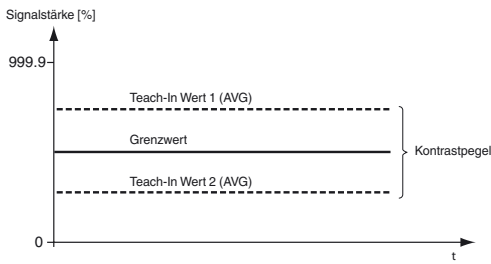 Signalstärke [%]
999.9
Teach-In Wert 1 (AVG)
Grenzwert
Kontrastpegel
Teach-In Wert 2 (AVG)
0
t